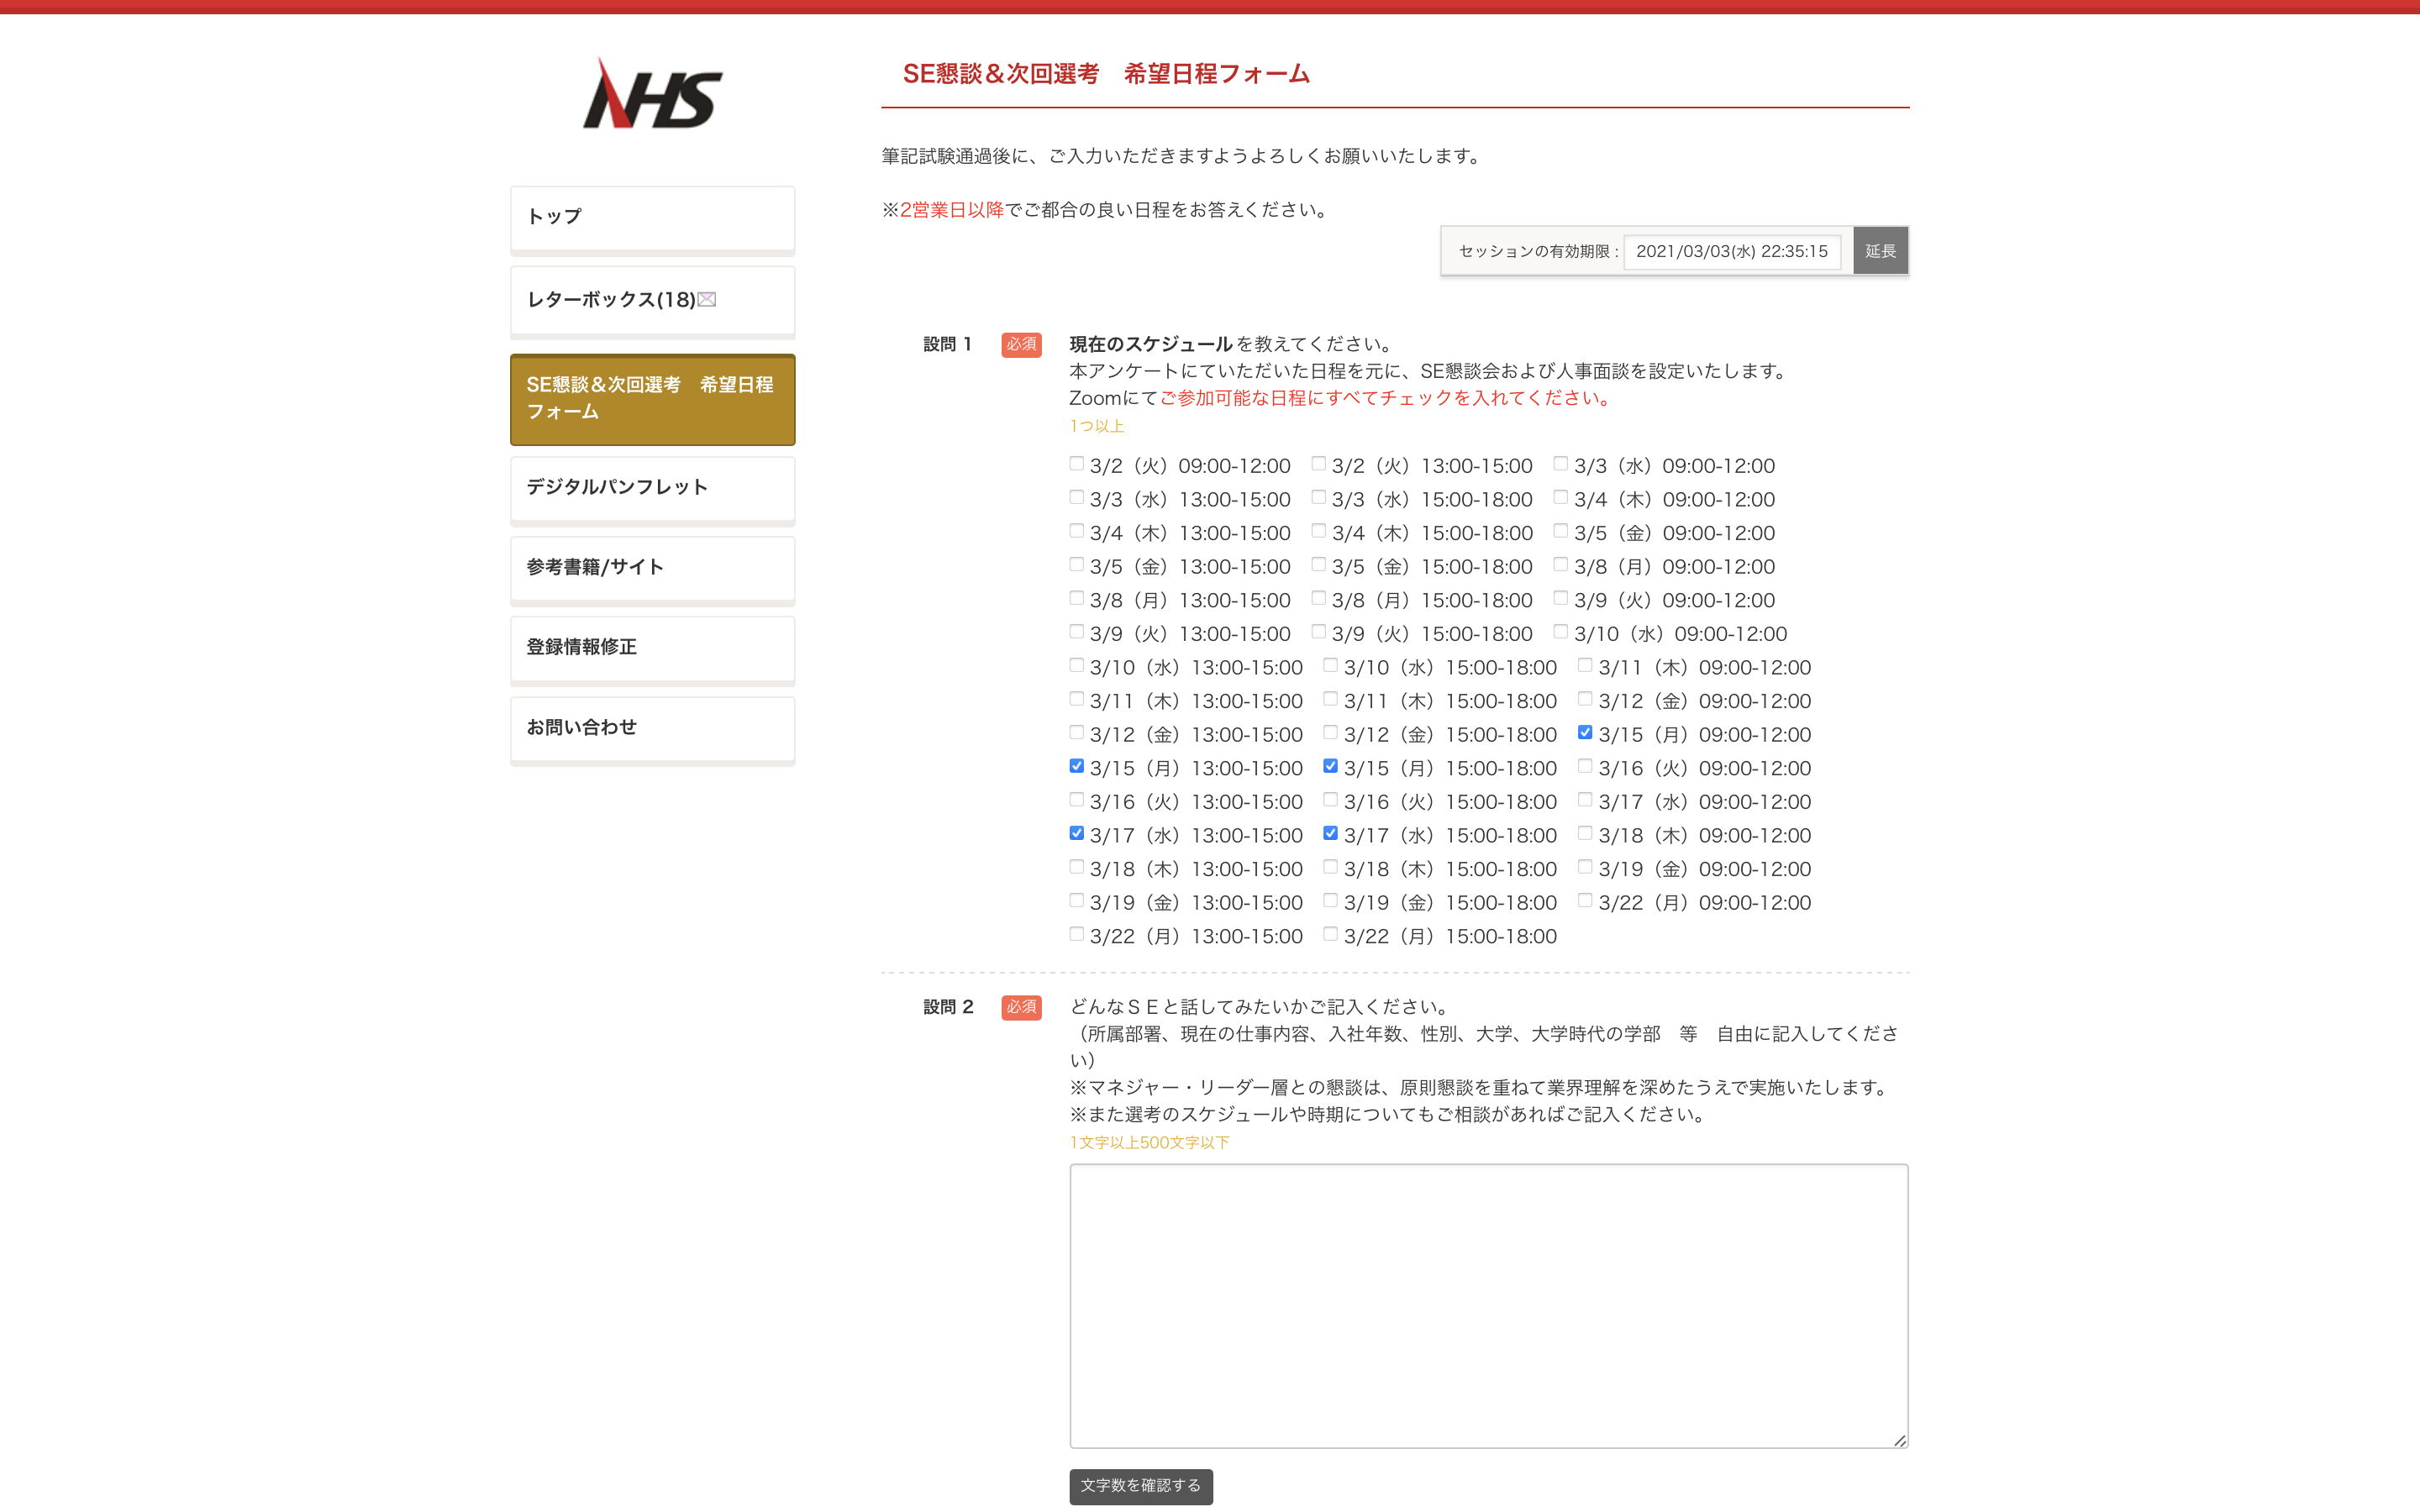 NHS
トップ
レターボックス(18)
SE懇談＆次回選考　希望日程
フォーム
デジタルパンフレット
参考書籍/サイト
登録情報修正
お問い合わせ
SE懇談＆次回選考　希望日程フォーム
筆記試験通過後に、ご入力いただきますようよろしくお願いいたします。
※2営業日以降でご都合の良い日程をお答えください。
セッションの有効期限 : 2021/03/03(水) 22:35:15 延長
設問 1 必須 現在のスケジュールを教えてください。
本アンケートにていただいた日程を元に、SE懇談会および人事面談を設定いたします。
Zoomにてご参加可能な日程にすべてチェックを入れてください。
1つ以上
3/2（火）09:00-12:00 3/2（火）13:00-15:00 3/3（水）09:00-12:00
3/3（水）13:00-15:00 3/3（水）15:00-18:00 3/4（木）09:00-12:00
3/4（木）13:00-15:00 3/4（木）15:00-18:00 3/5（金）09:00-12:00
3/5（金）13:00-15:00 3/5（金）15:00-18:00 3/8（月）09:00-12:00
3/8（月）13:00-15:00 3/8（月）15:00-18:00 3/9（火）09:00-12:00
3/9（火）13:00-15:00 3/9（火）15:00-18:00 3/10（水）09:00-12:00
3/10（水）13:00-15:00 3/10（水）15:00-18:00 3/11（木）09:00-12:00
3/11（木）13:00-15:00 3/11（木）15:00-18:00 3/12（金）09:00-12:00
3/12（金）13:00-15:00 3/12（金）15:00-18:00 3/15（月）09:00-12:00
3/15（月）13:00-15:00 3/15（月）15:00-18:00 3/16（火）09:00-12:00
3/16（火）13:00-15:00 3/16（火）15:00-18:00 3/17（水）09:00-12:00
3/17（水）13:00-15:00 3/17（水）15:00-18:00 3/18（木）09:00-12:00
3/18（木）13:00-15:00 3/18（木）15:00-18:00 3/19（金）09:00-12:00
3/19（金）13:00-15:00 3/19（金）15:00-18:00 3/22（月）09:00-12:00
3/22（月）13:00-15:00 3/22（月）15:00-18:00
設問 2 必須 どんなＳＥと話してみたいかご記入ください。
（所属部署、現在の仕事内容、入社年数、性別、大学、大学時代の学部　等　自由に記入してくださ
い）
※マネジャー・リーダー層との懇談は、原則懇談を重ねて業界理解を深めたうえで実施いたします。
※また選考のスケジュールや時期についてもご相談があればご記入ください。
1文字以上500文字以下
文字数を確認する